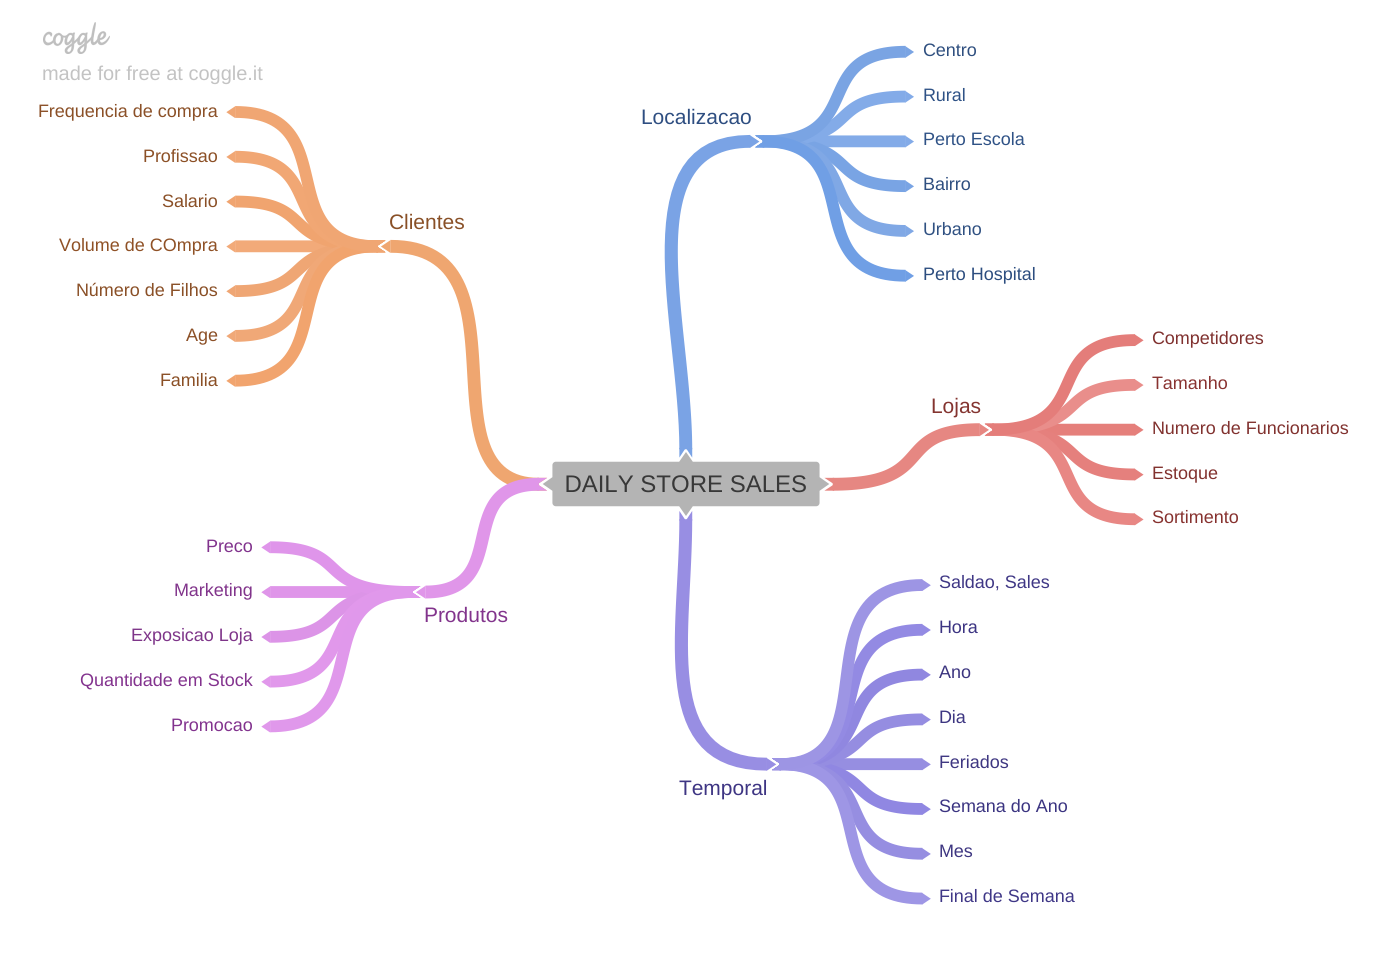 coggle
made for free at coggle.it
Frequencia de compra
Profissao
Salario
Volume de COmpra
Número de Filhos
Age
Familia
Clientes
Localizacao
Centro
Rural
Perto Escola
Bairro
Urbano
Perto Hospital
Lojas
Competidores
Tamanho
Numero de Funcionarios
Estoque
Sortimento
DAILY STORE SALES
Preco
Marketing
Exposicao Loja
Quantidade em Stock
Promocao
Produtos
Temporal
Saldao, Sales
Hora
Ano
Dia
Feriados
Semana do Ano
Mes
Final de Semana